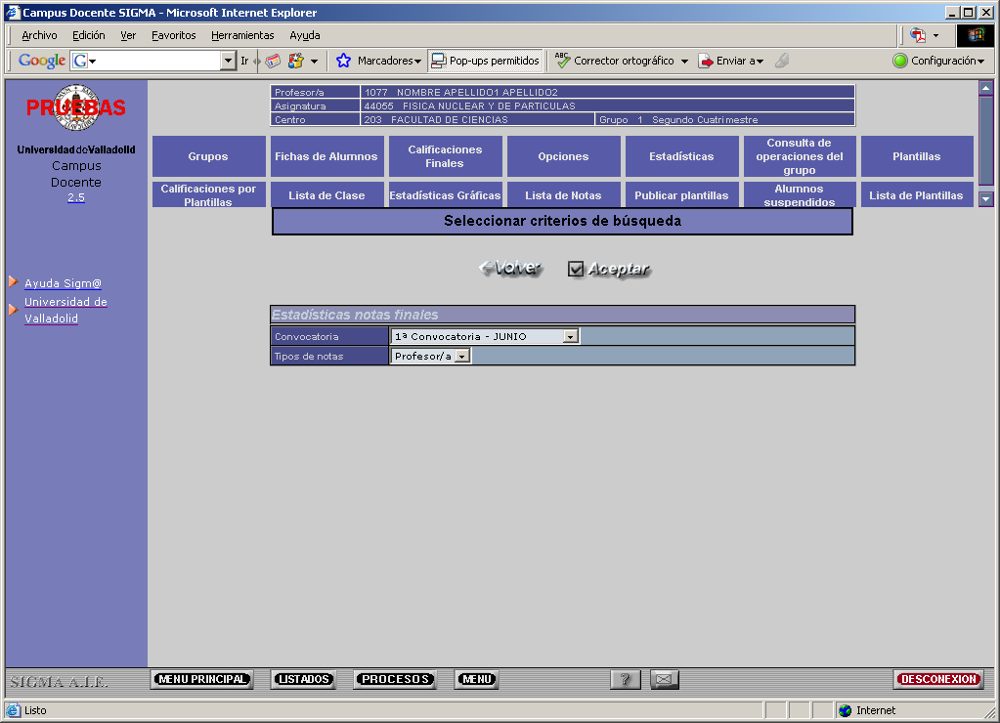 Campus Docente SIGMA - Microsoft Internet Explorer
Archivo Edición Ver Favoritos Herramientas Ayuda
Google G Ir Marcadores Pop-ups permitidos ABC Corrector ortográfico Enviar a Configuración
PRUEBAS
Universidad de Valladolid
Campus
Docente
2.5
Ayuda Sigm@
Universidad de
Valladolid
Profesor/a 1077 NOMBRE APELLIDO1 APELLIDO2
Asignatura 44055 FISICA NUCLEAR Y DE PARTICULAS
Centro 203 FACULTAD DE CIENCIAS Grupo 1 Segundo Cuatrimestre
Grupos
Fichas de Alumnos
Calificaciones
Finales
Opciones
Estadísticas
Consulta de
operaciones del
grupo
Plantillas
Calificaciones por
Plantillas
Lista de Clase
Estadísticas Gráficas
Lista de Notas
Publicar plantillas
Alumnos
suspendidos
Lista de Plantillas
Seleccionar criterios de búsqueda
Volver Aceptar
Estadísticas notas finales
Convocatoria 1ª Convocatoria - JUNIO
Tipos de notas Profesor/a
SIGMA A.I.E. MENU PRINCIPAL LISTADOS PROCESOS MENU ? DESCONEXION
Listo Internet